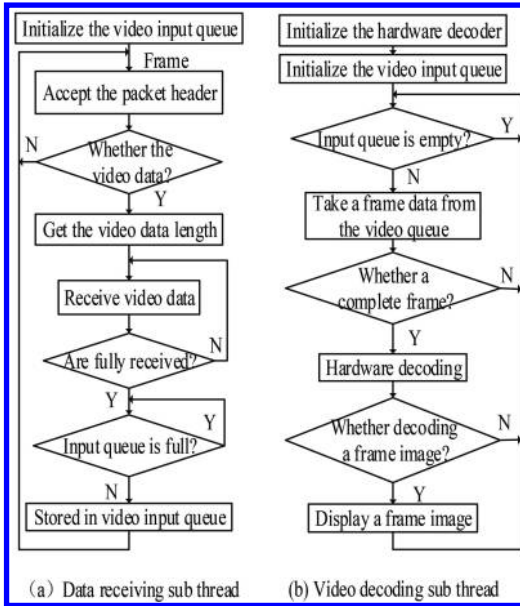 Initialize the video input queue
Frame
Accept the packet header
N
Whether the
video data?
Y
Get the video data length
Receive video data
Are fully received?
N
Y
Y
Input queue is full?
N
Stored in video input queue
(a) Data receiving sub thread
Initialize the hardware decoder
Initialize the video input queue
Input queue is empty?
Y
N
Take a frame data from
the video queue
Whether a
complete frame?
N
Y
Hardware decoding
Whether decoding
a frame image?
N
Y
Display a frame image
(b) Video decoding sub thread